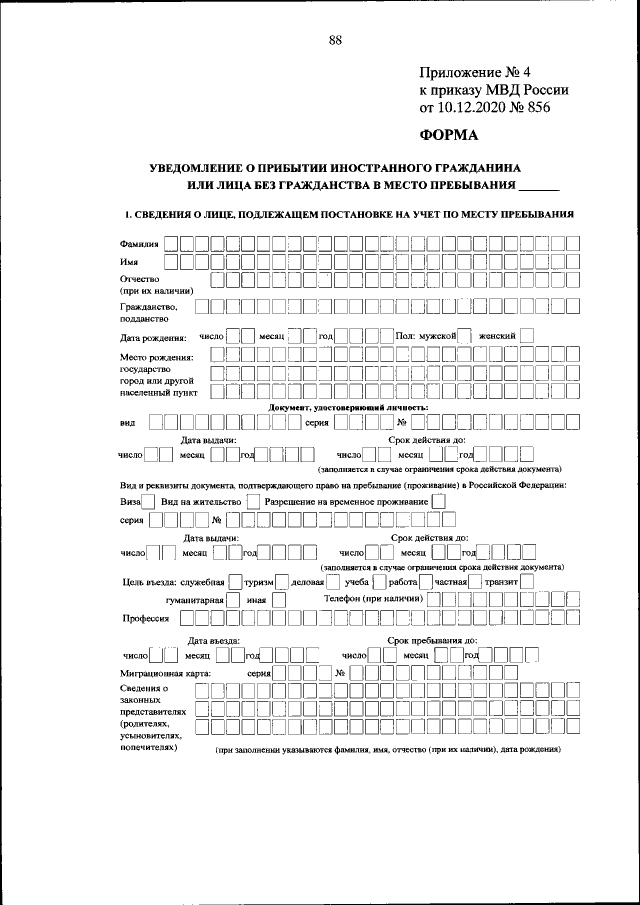 88
Приложение № 4
к приказу МВД России
от 10.12.2020 № 856
ФОРМА
УВЕДОМЛЕНИЕ О ПРИБЫТИИ ИНОСТРАННОГО ГРАЖДАНИНА
ИЛИ ЛИЦА БЕЗ ГРАЖДАНСТВА В МЕСТО ПРЕБЫВАНИЯ
1. СВЕДЕНИЯ О ЛИЦЕ, ПОДЛЕЖАЩЕМ ПОСТАНОВКЕ НА УЧЕТ ПО МЕСТУ ПРЕБЫВАНИЯ
Фамилия
Имя
Отчество
(при их наличии)
Гражданство,
подданство
Дата рождения: число месяц год Пол: мужской женский
Место рождения:
государство
город или другой
населенный пункт
Документ, удостоверяющий личность:
вид серия №
Дата выдачи: Срок действия до:
число месяц год число месяц год
(заполняется в случае ограничения срока действия документа)
Вид и реквизиты документа, подтверждающего право на пребывание (проживание) в Российской Федерации:
Виза Вид на жительство Разрешение на временное проживание
серия №
Дата выдачи: Срок действия до:
число месяц год число месяц год
(заполняется в случае ограничения срока действия документа)
Цель въезда: служебная туризм деловая учеба работа частная транзит
гуманитарная иная Телефон (при наличии)
Профессия
Дата въезда: Срок пребывания до:
число месяц год число месяц год
Миграционная карта: серия №
Сведения о
законных
представителях
(родителях,
усыновителях,
попечителях)
(при заполнении указываются фамилия, имя, отчество (при их наличии), дата рождения)